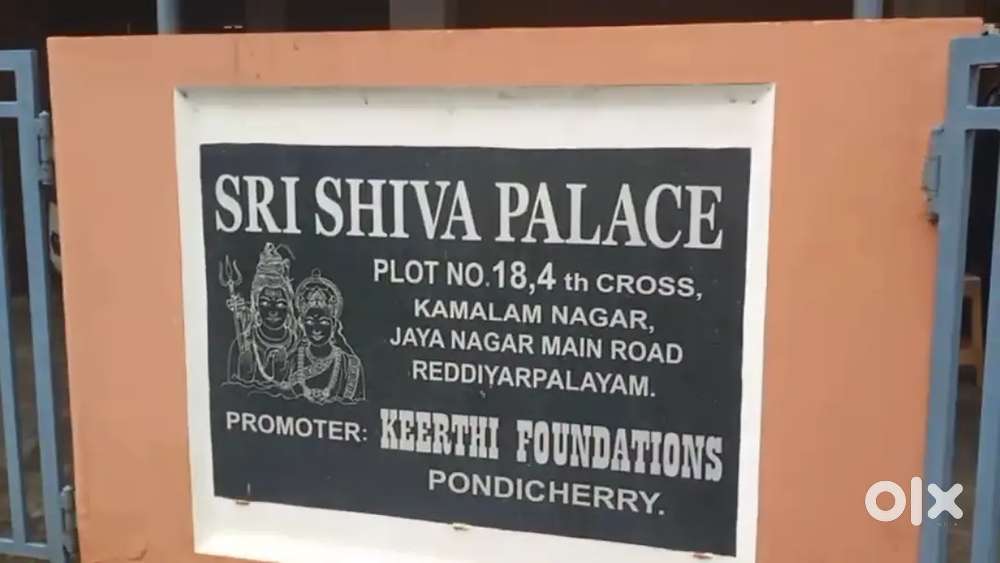 SRI SHIVA PALACE
PLOT NO.18,4 th CROSS,
KAMALAM NAGAR,
JAYA NAGAR MAIN ROAD
REDDIYARPALAYAM.
PROMOTER: KEERTHI FOUNDATIONS
PONDICHERRY.
olx